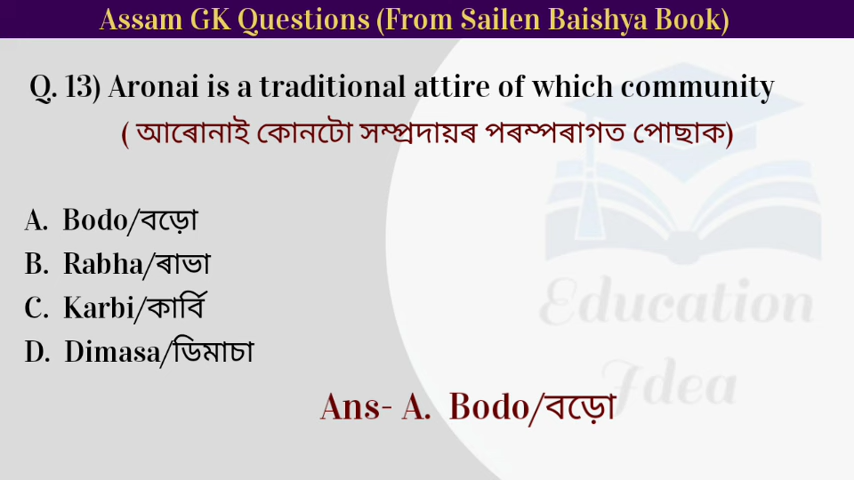 Assam GK Questions (From Sailen Baishya Book)
Q. 13) Aronai is a traditional attire of which community
( আৰোনাই কোনটো সম্প্ৰদায়ৰ পৰম্পৰাগত পোছাক)
A. Bodo/বড়ো
B. Rabha/ৰাভা
C. Karbi/কাৰ্বি
D. Dimasa/ডিমাচা
Education
Idea
Ans- A. Bodo/বড়ো